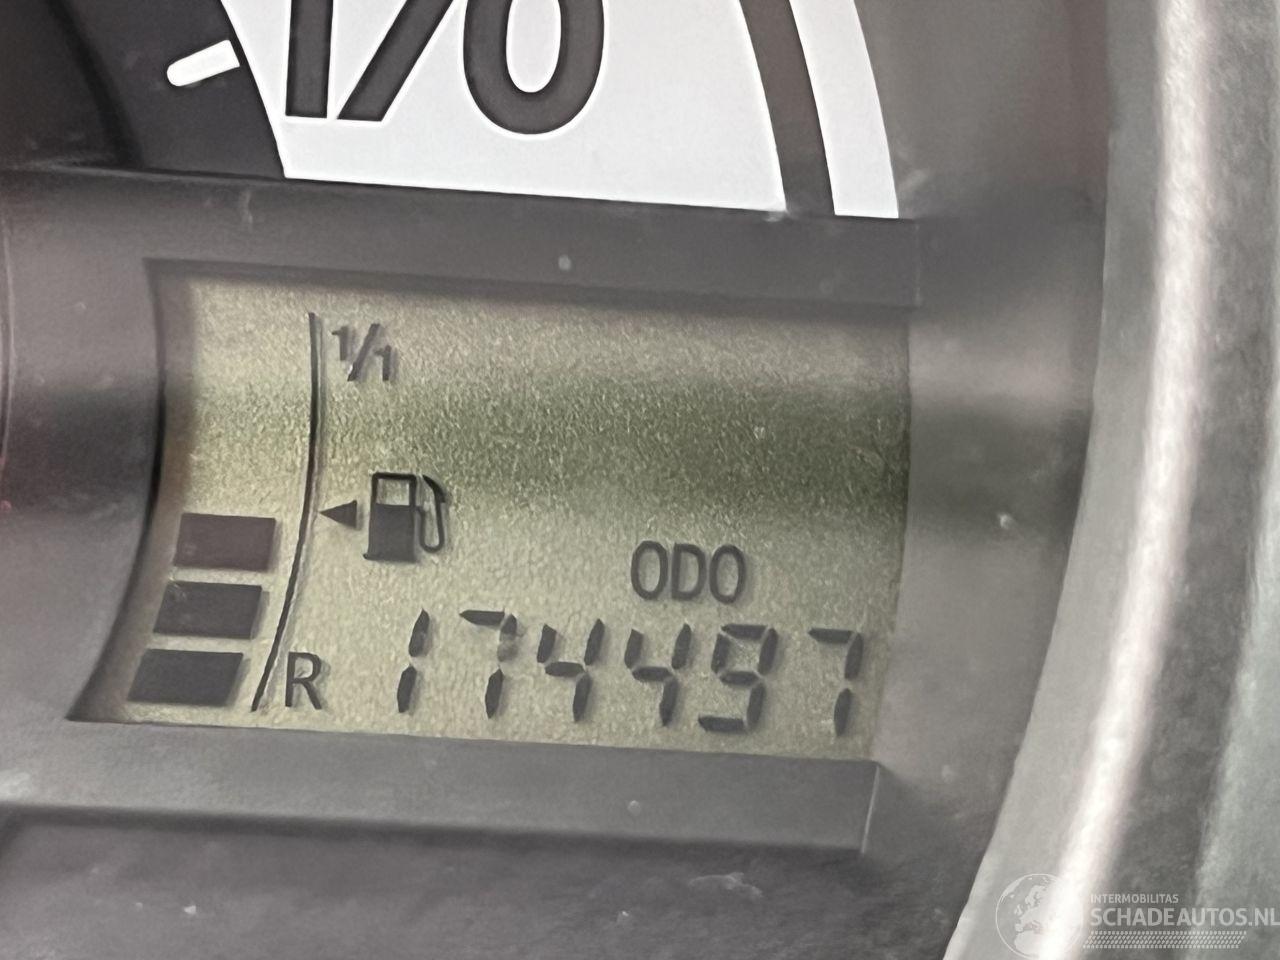 170
1/1
ODO
R 174497
INTERMOBILITAS
SCHADEAUTOS.NL